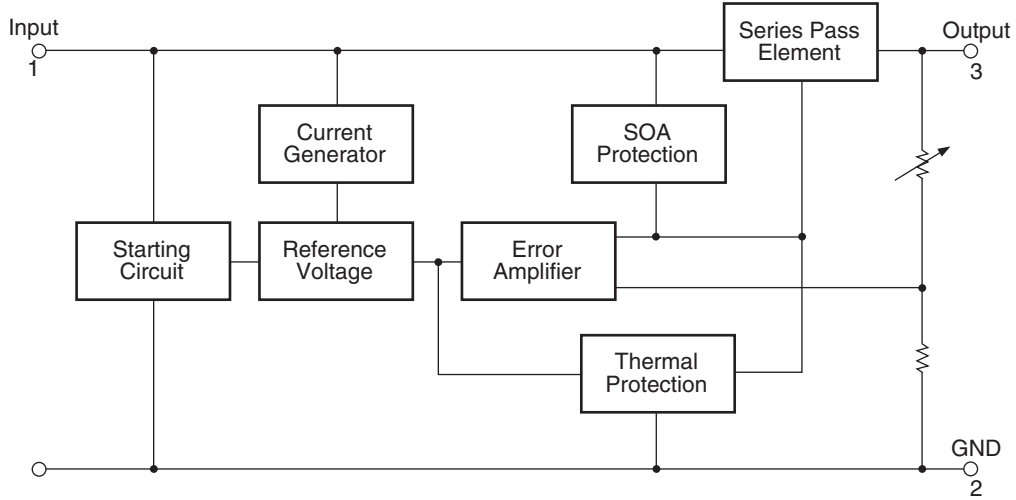 Input
1
Series Pass
Element
Output
3
Current
Generator
SOA
Protection
Starting
Circuit
Reference
Voltage
Error
Amplifier
Thermal
Protection
GND
2